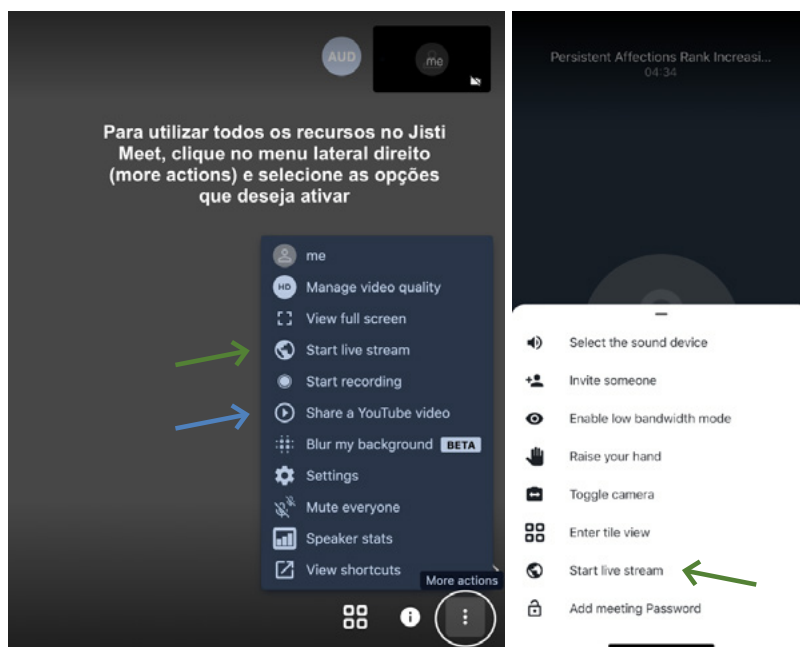 AUD
me
Para utilizar todos os recursos no Jisti
Meet, clique no menu lateral direito
(more actions) e selecione as opções
que deseja ativar
me
HD
Manage video quality
View full screen
Start live stream
Start recording
Share a YouTube video
Blur my background BETA
Settings
Mute everyone
Speaker stats
View shortcuts
More actions
Persistent Affections Rank Increasi...
04:34
Select the sound device
Invite someone
Enable low bandwidth mode
Raise your hand
Toggle camera
Enter tile view
Start live stream
Add meeting Password